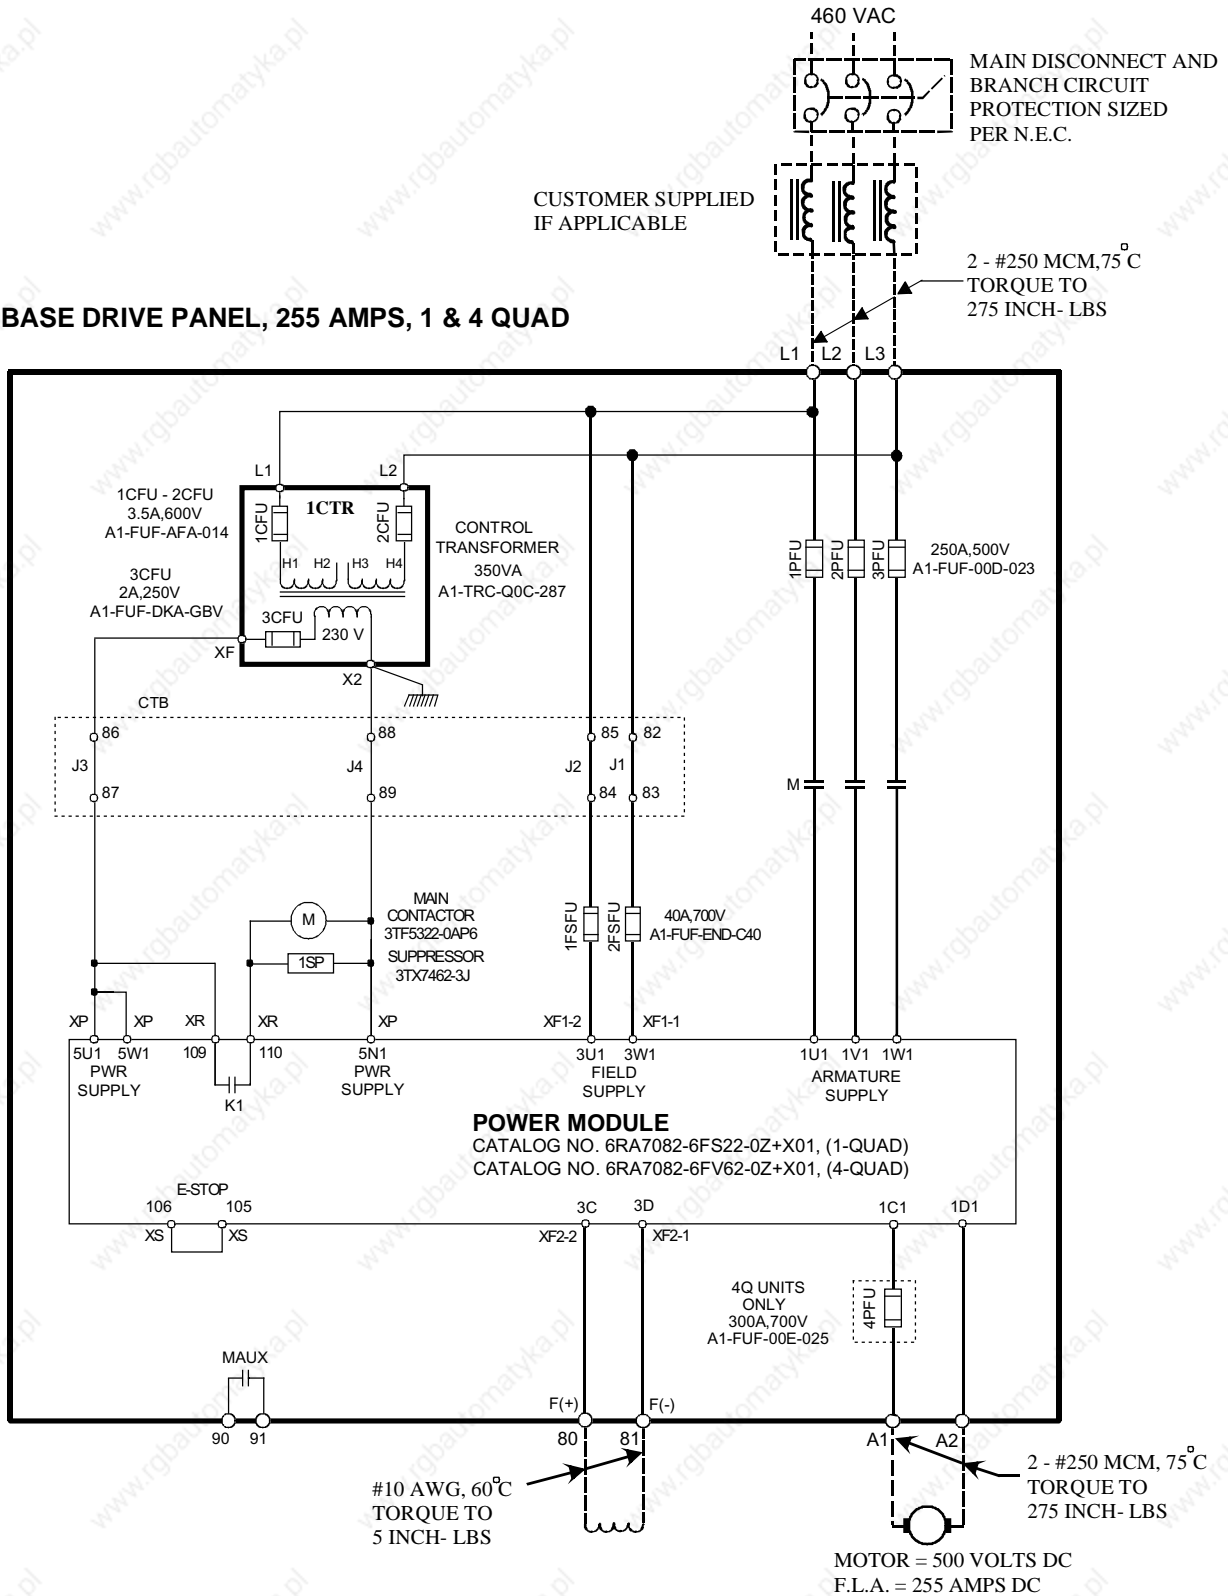 460 VAC
MAIN DISCONNECT AND
BRANCH CIRCUIT
PROTECTION SIZED
PER N.E.C.
CUSTOMER SUPPLIED
IF APPLICABLE
2 - #250 MCM,75°C
TORQUE TO
275 INCH- LBS
BASE DRIVE PANEL, 255 AMPS, 1 & 4 QUAD
L1 L2 L3
L1 L2
1CFU - 2CFU
3.5A,600V
A1-FUF-AFA-014
1CFU
1CTR
2CFU
CONTROL
TRANSFORMER
350VA
A1-TRC-Q0C-287
H1 H2 H3 H4
3CFU
2A,250V
A1-FUF-DKA-GBV
3CFU
230 V
XF
X2
1PFU
2PFU
3PFU
250A,500V
A1-FUF-00D-023
CTB
86 88 85 82
J3 J4 J2 J1
87 89 84 83
M
M
MAIN
CONTACTOR
3TF5322-0AP6
1SP
SUPPRESSOR
3TX7462-3J
1FSFU
2FSFU
40A,700V
A1-FUF-END-C40
XP XP XR XR XP XF1-2 XF1-1
5U1 5W1 109 110 5N1 3U1 3W1 1U1 1V1 1W1
PWR
SUPPLY
K1
PWR
SUPPLY
FIELD
SUPPLY
ARMATURE
SUPPLY
POWER MODULE
CATALOG NO. 6RA7082-6FS22-0Z+X01, (1-QUAD)
CATALOG NO. 6RA7082-6FV62-0Z+X01, (4-QUAD)
E-STOP
106 105
XS XS
3C 3D 1C1 1D1
XF2-2 XF2-1
4Q UNITS
ONLY
300A,700V
A1-FUF-00E-025
4PFU
MAUX
90 91
F(+) F(-)
80 81
A1 A2
#10 AWG, 60°C
TORQUE TO
5 INCH- LBS
2 - #250 MCM, 75°C
TORQUE TO
275 INCH- LBS
MOTOR = 500 VOLTS DC
F.L.A. = 255 AMPS DC
www.rgbautomatyka.pl